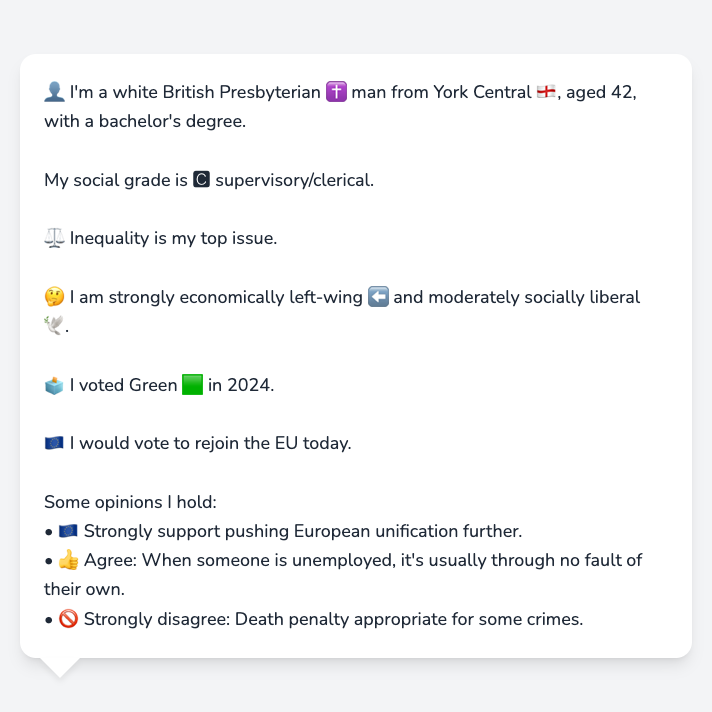 👤 I'm a white British Presbyterian ✝️ man from York Central 🏴󠁧󠁢󠁥󠁮󠁧󠁿, aged 42,
with a bachelor's degree.
My social grade is 🅲 supervisory/clerical.
⚖️ Inequality is my top issue.
🤔 I am strongly economically left-wing ⬅️ and moderately socially liberal
🕊️.
🗳️ I voted Green 🟩 in 2024.
🇪🇺 I would vote to rejoin the EU today.
Some opinions I hold:
• 🇪🇺 Strongly support pushing European unification further.
• 👍 Agree: When someone is unemployed, it's usually through no fault of
their own.
• 🚫 Strongly disagree: Death penalty appropriate for some crimes.